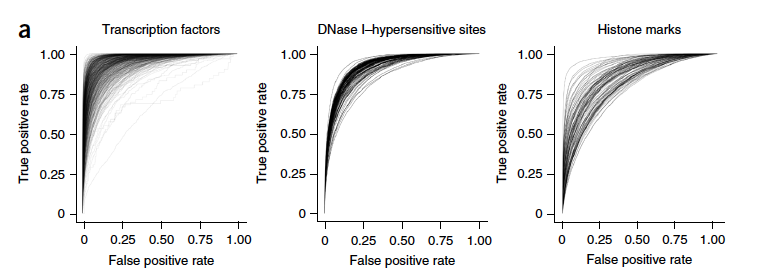 a
Transcription factors
True positive rate
1.00
0.75
0.50
0.25
0
0 0.25 0.50 0.75 1.00
False positive rate
DNase I–hypersensitive sites
True positive rate
1.00
0.75
0.50
0.25
0
0 0.25 0.50 0.75 1.00
False positive rate
Histone marks
True positive rate
1.00
0.75
0.50
0.25
0
0 0.25 0.50 0.75 1.00
False positive rate